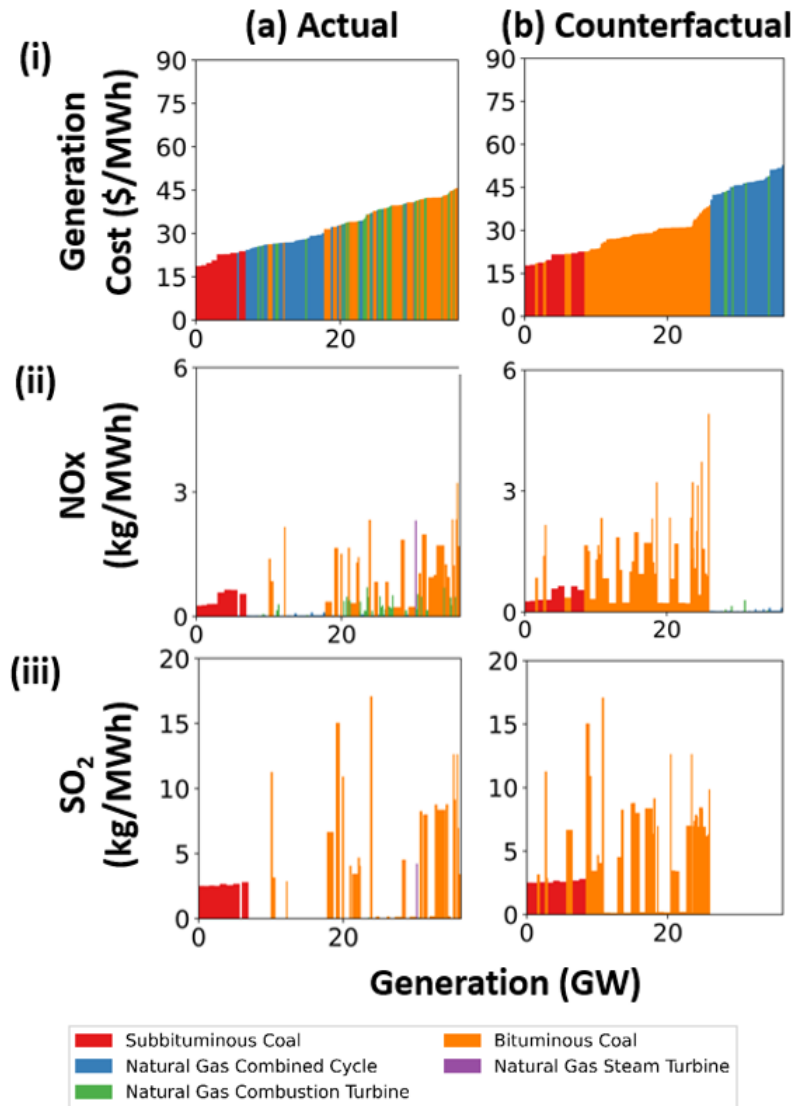 (a) Actual
(b) Counterfactual
(i)
Generation
Cost ($/MWh)
90
75
60
45
30
15
0
0
20
90
75
60
45
30
15
0
0
20
(ii)
NOx
(kg/MWh)
6
3
0
0
20
6
3
0
0
20
(iii)
SO2
(kg/MWh)
20
15
10
5
0
0
20
20
15
10
5
0
0
20
Generation (GW)
Subbituminous Coal
Natural Gas Combined Cycle
Natural Gas Combustion Turbine
Bituminous Coal
Natural Gas Steam Turbine